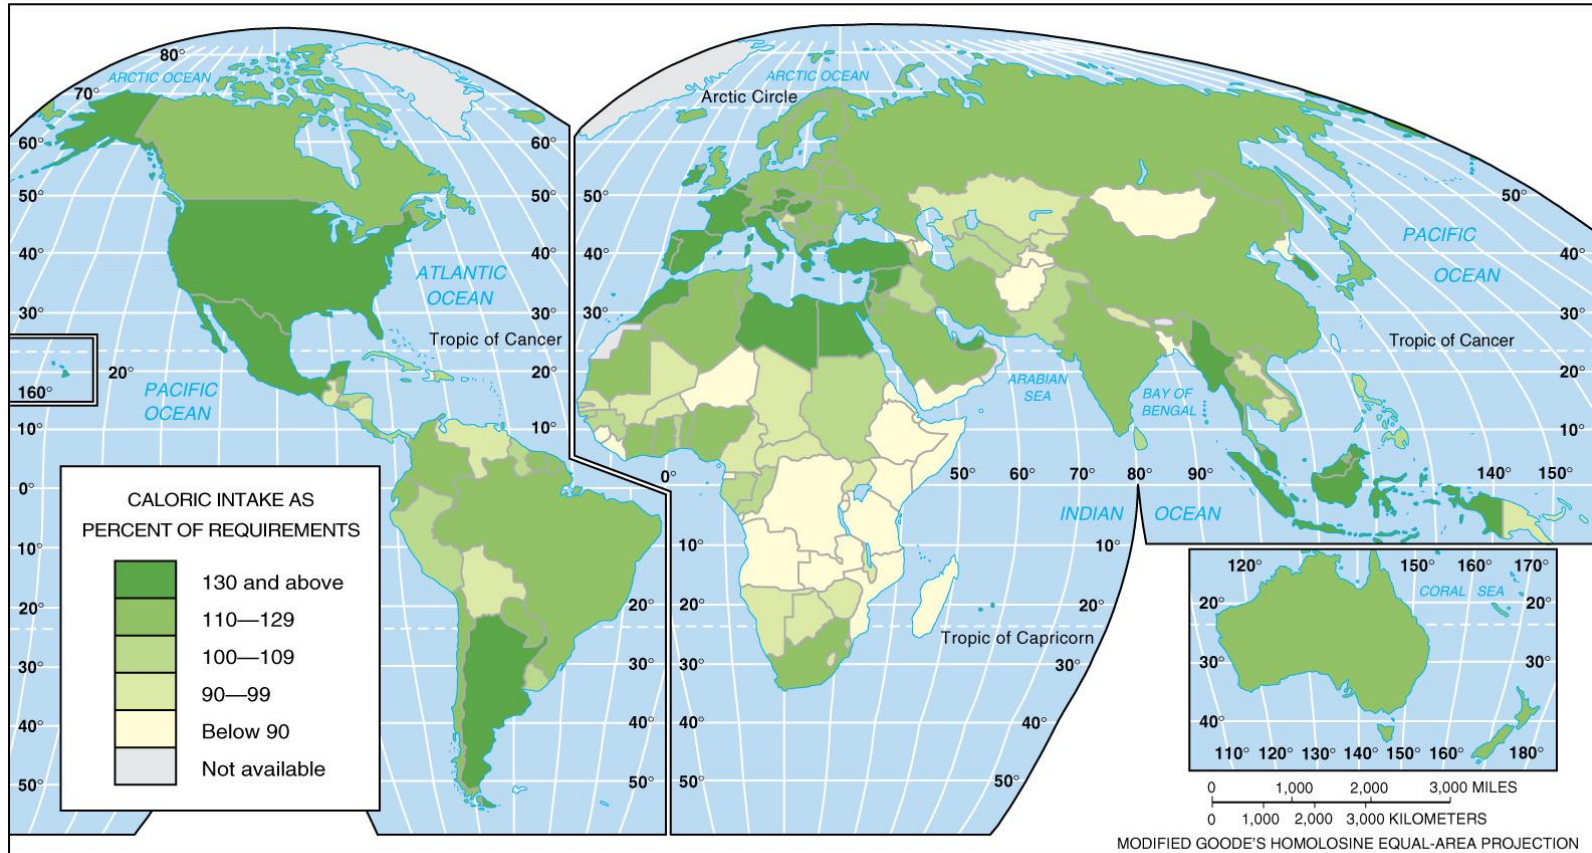 80°
ARCTIC OCEAN
ARCTIC OCEAN
70°
Arctic Circle
60°
60°
50°
50°
50°
50°
40°
ATLANTIC
OCEAN
40°
40°
PACIFIC
OCEAN
40°
30°
30°
30°
30°
Tropic of Cancer
Tropic of Cancer
160°
20°
PACIFIC
OCEAN
20°
20°
ARABIAN
SEA
BAY OF
BENGAL
20°
10°
10°
10°
0°
0°
50°
60°
70°
80°
90°
140°
150°
INDIAN
OCEAN
10°
10°
10°
20°
20°
20°
20°
Tropic of Capricorn
30°
30°
30°
30°
40°
40°
40°
40°
50°
50°
50°
50°
CALORIC INTAKE AS
PERCENT OF REQUIREMENTS
130 and above
110—129
100—109
90—99
Below 90
Not available
120°
150°
160°
170°
CORAL SEA
20°
20°
30°
30°
40°
40°
110°
120°
130°
140°
150°
160°
180°
0 1,000 2,000 3,000 MILES
0 1,000 2,000 3,000 KILOMETERS
MODIFIED GOODE'S HOMOLOSINE EQUAL-AREA PROJECTION